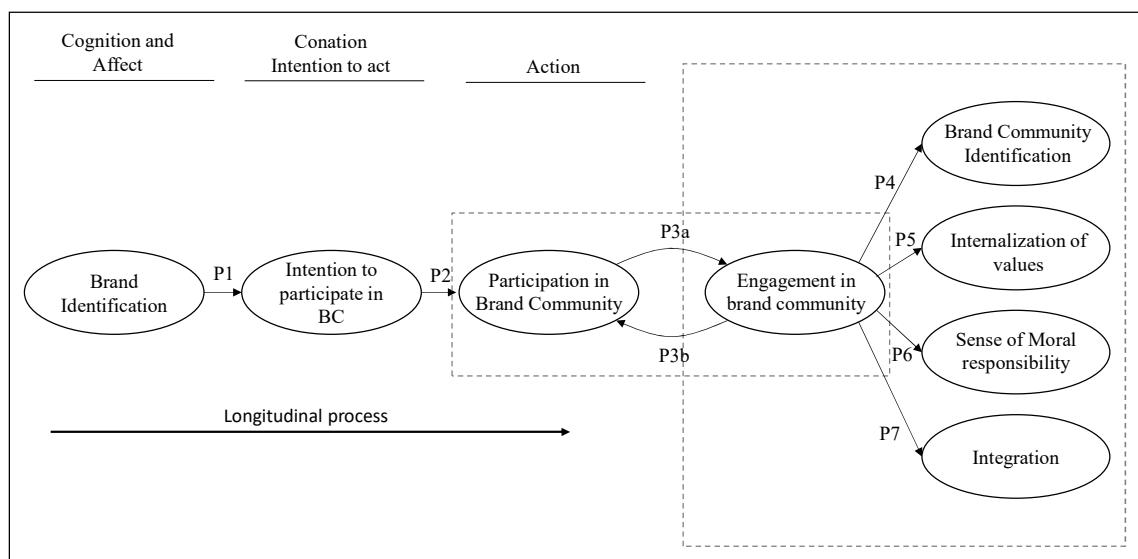 Cognition and
Affect
Conation
Intention to act
Action
Brand
Identification
P1
Intention to
participate in
BC
P2
Participation in
Brand Community
P3a
P3b
Engagement in
brand community
P4
P5
P6
P7
Brand Community
Identification
Internalization of
values
Sense of Moral
responsibility
Integration
Longitudinal process